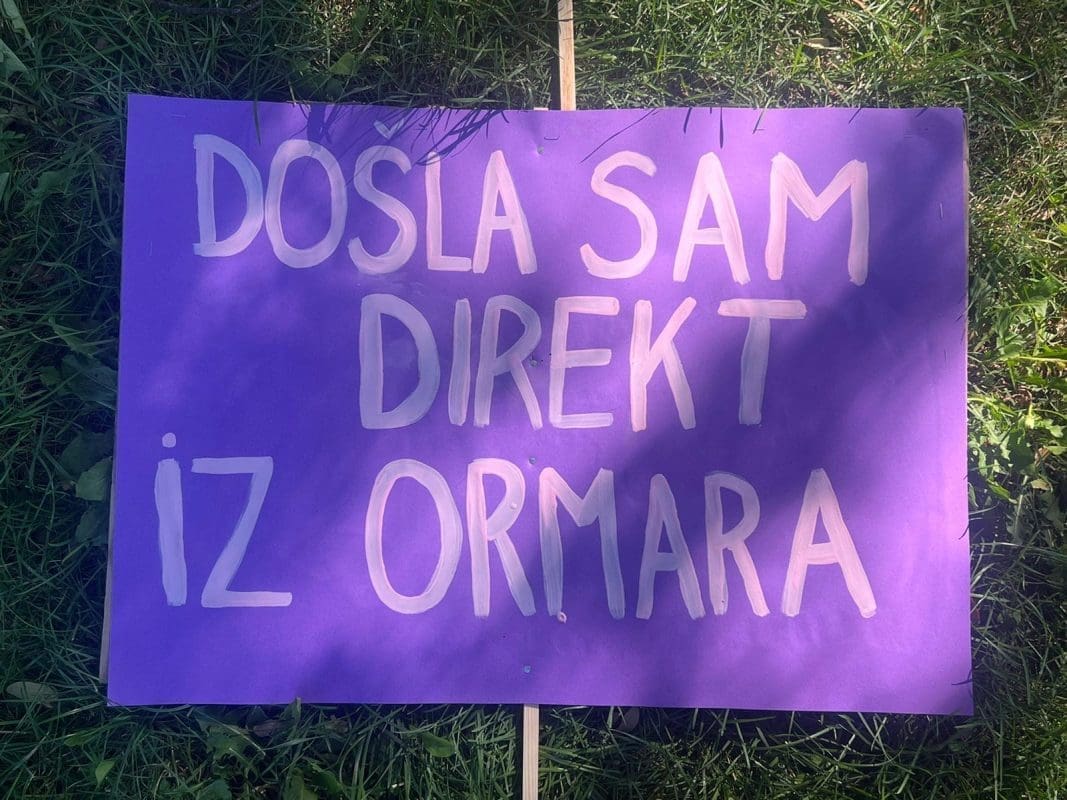 DOŠLA SAM
DIREKT
iZ ORMARA